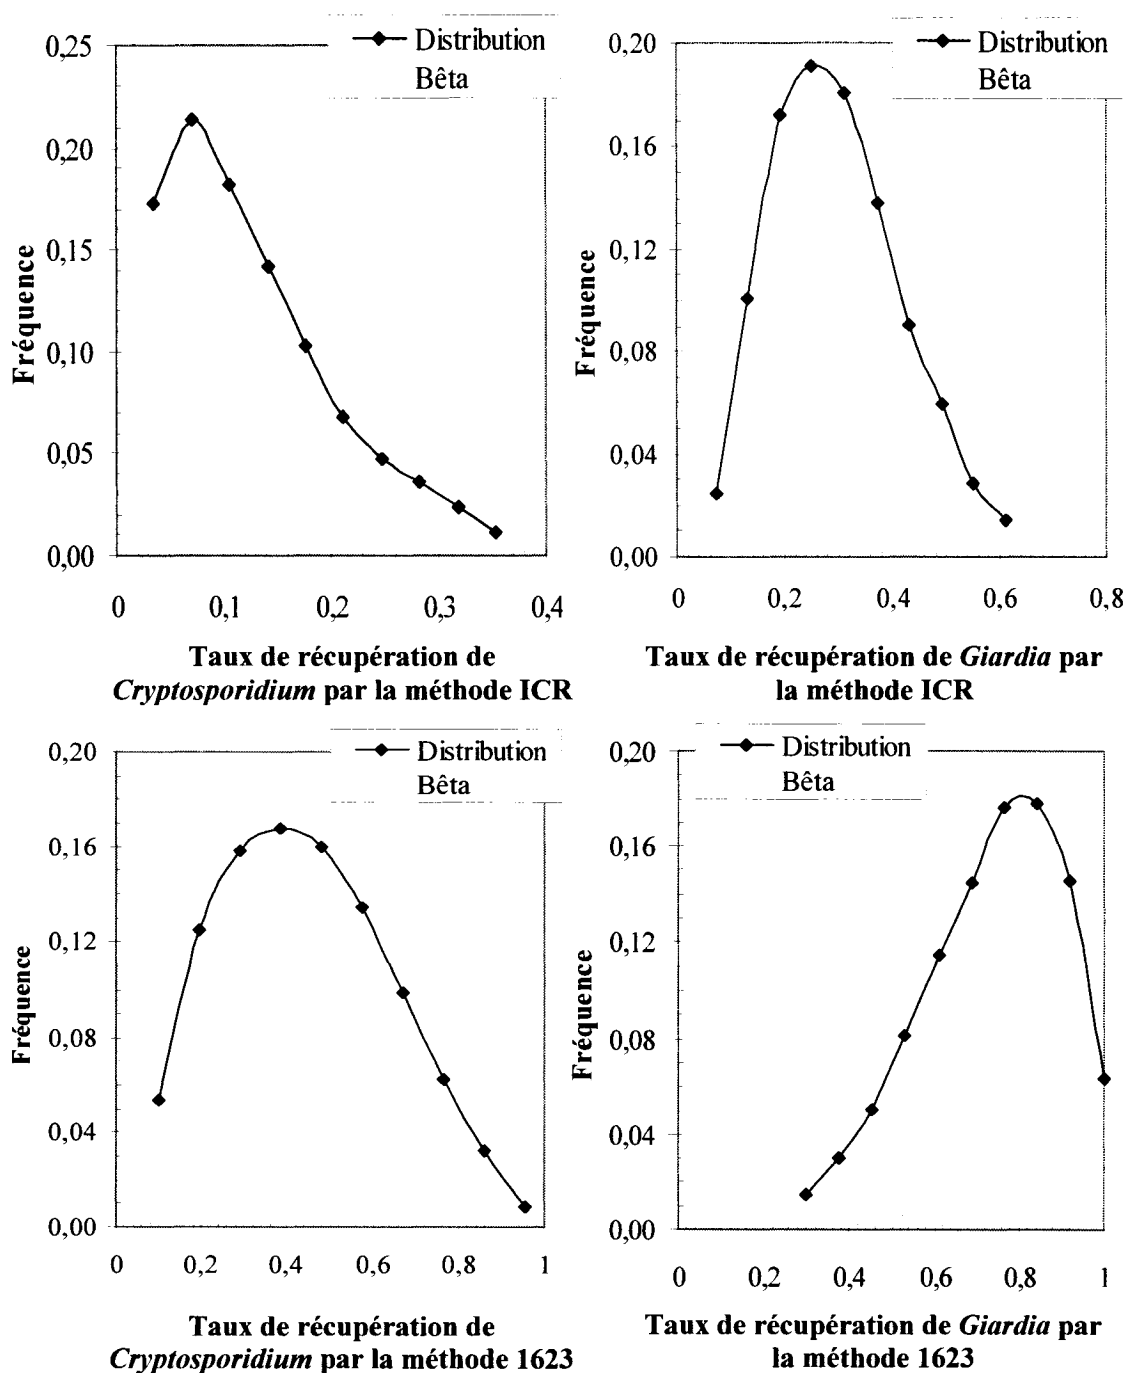 Distribution
Bêta
0,25
0,20
0,15
0,10
0,05
0,00
Fréquence
0 0,1 0,2 0,3 0,4
Taux de récupération de
Cryptosporidium par la méthode ICR
Distribution
Bêta
0,20
0,16
0,12
0,08
0,04
0,00
Fréquence
0 0,2 0,4 0,6 0,8
Taux de récupération de Giardia par
la méthode ICR
Distribution
Bêta
0,20
0,16
0,12
0,08
0,04
0,00
Fréquence
0 0,2 0,4 0,6 0,8 1
Taux de récupération de
Cryptosporidium par la méthode 1623
Distribution
Bêta
0,20
0,16
0,12
0,08
0,04
0,00
Fréquence
0 0,2 0,4 0,6 0,8 1
Taux de récupération de Giardia par
la méthode 1623